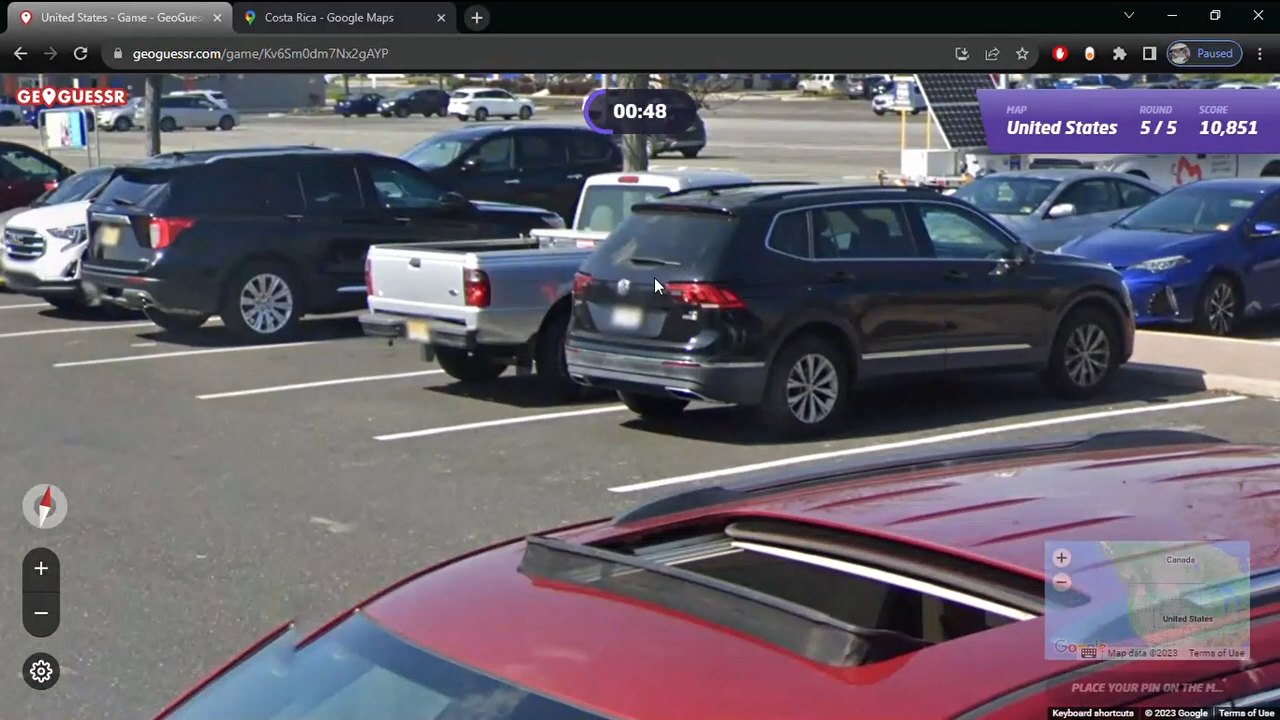 United States - Game - GeoGues
Costa Rica - Google Maps
geoguessr.com/game/Kv6Sm0dm7Nx2gAYP
Paused
GEOGUESSR
00:48
MAP
United States
ROUND
5 / 5
SCORE
10,851
Canada
United States
Google
Map data ©2023
Terms of Use
PLACE YOUR PIN ON THE M...
Keyboard shortcuts
© 2023 Google
Terms of Use